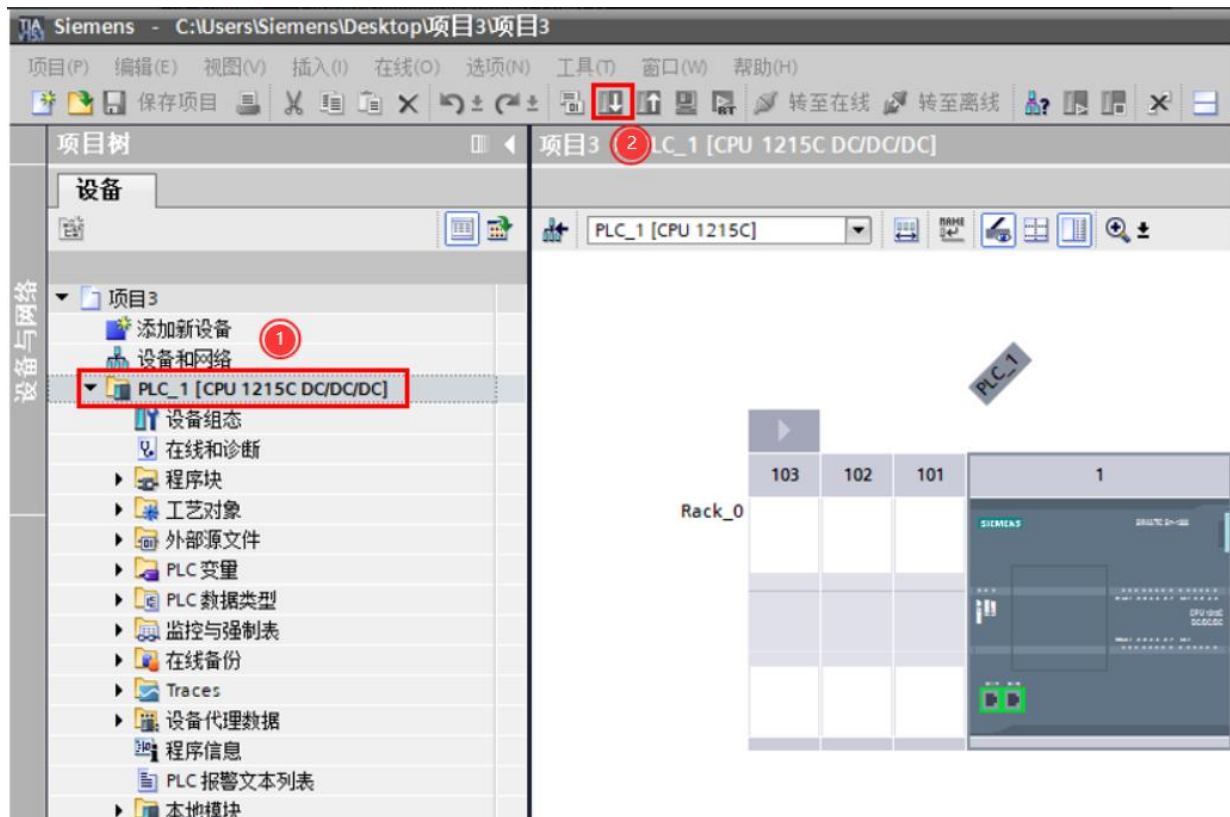 Siemens - C:\Users\Siemens\Desktop\项目3\项目3
项目(P) 编辑(E) 视图(V) 插入(I) 在线(O) 选项(N) 工具(T) 窗口(W) 帮助(H)
保存项目 转至在线 转至离线
项目树
项目3 2 LC_1 [CPU 1215C DC/DC/DC]
设备
PLC_1 [CPU 1215C]
设备与网络
项目3
添加新设备
1
设备和网络
PLC_1 [CPU 1215C DC/DC/DC]
设备组态
在线和诊断
程序块
工艺对象
外部源文件
PLC 变量
PLC 数据类型
监控与强制表
在线备份
Traces
设备代理数据
程序信息
PLC 报警文本列表
本地模块
PLC_1
103 102 101 1
Rack_0
SIEMENS